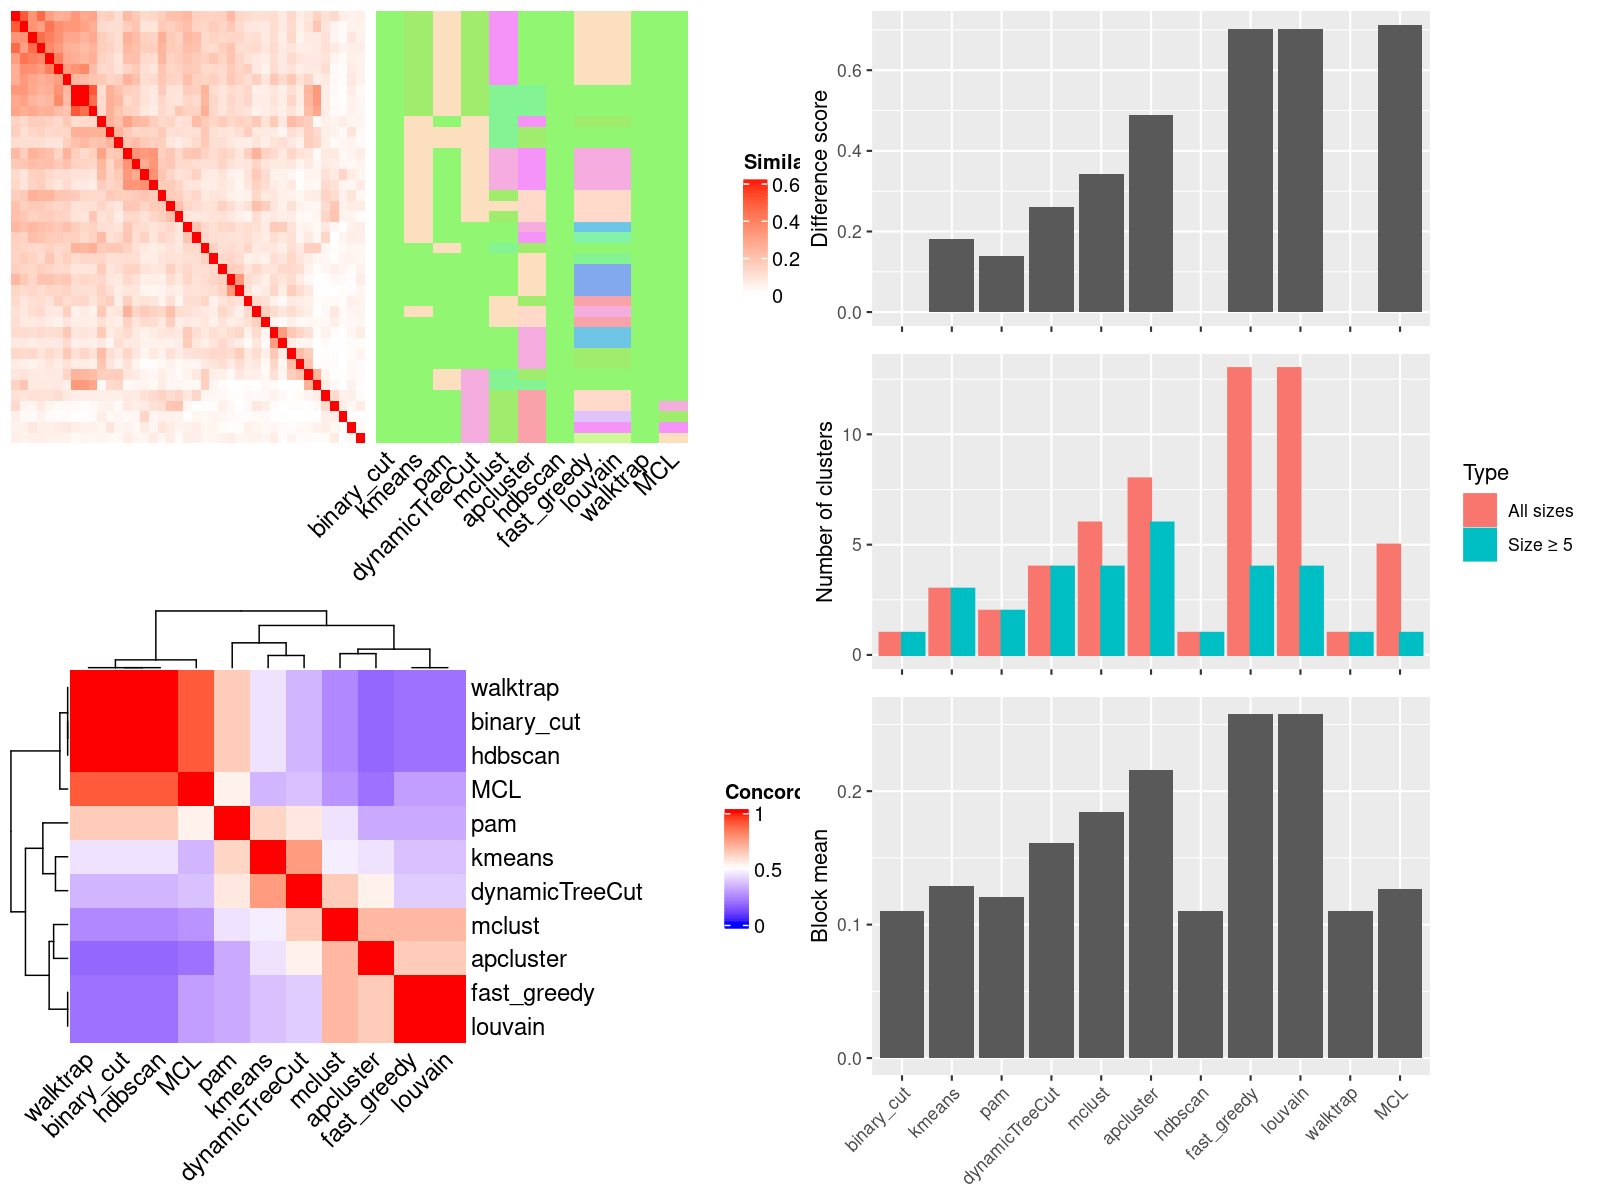 Simila
0.6
0.4
0.2
0
binary_cut
kmeans
pam
dynamicTreeCut
mclust
apcluster
hdbscan
fast_greedy
louvain
walktrap
MCL
walktrap
binary_cut
hdbscan
MCL
pam
kmeans
dynamicTreeCut
mclust
apcluster
fast_greedy
louvain
walktrap
binary_cut
hdbscan
MCL
pam
kmeans
dynamicTreeCut
mclust
apcluster
fast_greedy
louvain
Concord
1
0.5
0
Difference score
0.6
0.4
0.2
0.0
Number of clusters
10
5
0
Type
All sizes
Size ≥ 5
Block mean
0.2
0.1
0.0
binary_cut
kmeans
pam
dynamicTreeCut
mclust
apcluster
hdbscan
fast_greedy
louvain
walktrap
MCL